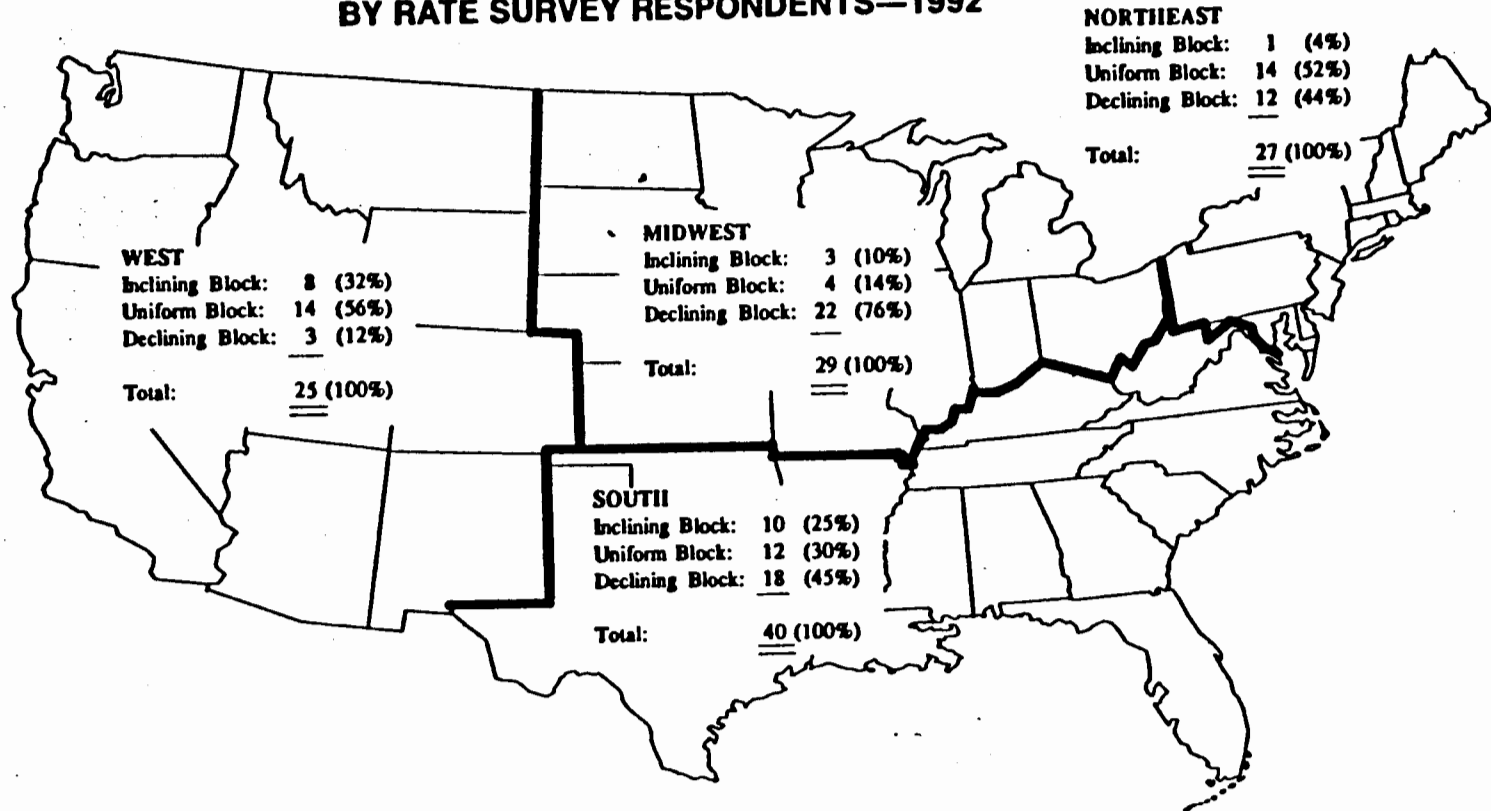 BY RATE SURVEY RESPONDENTS—1992
NORTHEAST
Inclining Block: 1 (4%)
Uniform Block: 14 (52%)
Declining Block: 12 (44%)
Total: 27 (100%)
WEST
Inclining Block: 8 (32%)
Uniform Block: 14 (56%)
Declining Block: 3 (12%)
Total: 25 (100%)
MIDWEST
Inclining Block: 3 (10%)
Uniform Block: 4 (14%)
Declining Block: 22 (76%)
Total: 29 (100%)
SOUTH
Inclining Block: 10 (25%)
Uniform Block: 12 (30%)
Declining Block: 18 (45%)
Total: 40 (100%)